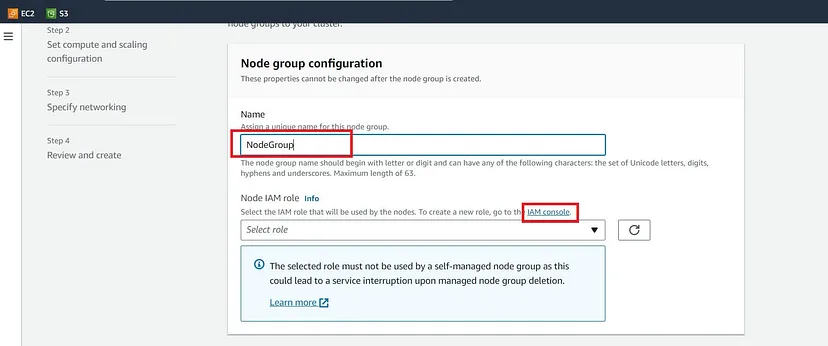 EC2 S3
node groups to your cluster.
Step 2
Set compute and scaling
configuration
Step 3
Specify networking
Step 4
Review and create
Node group configuration
These properties cannot be changed after the node group is created.
Name
Assign a unique name for this node group.
NodeGroup
The node group name should begin with letter or digit and can have any of the following characters: the set of Unicode letters, digits,
hyphens and underscores. Maximum length of 63.
Node IAM role Info
Select the IAM role that will be used by the nodes. To create a new role, go to the IAM console.
Select role
The selected role must not be used by a self-managed node group as this
could lead to a service interruption upon managed node group deletion.
Learn more